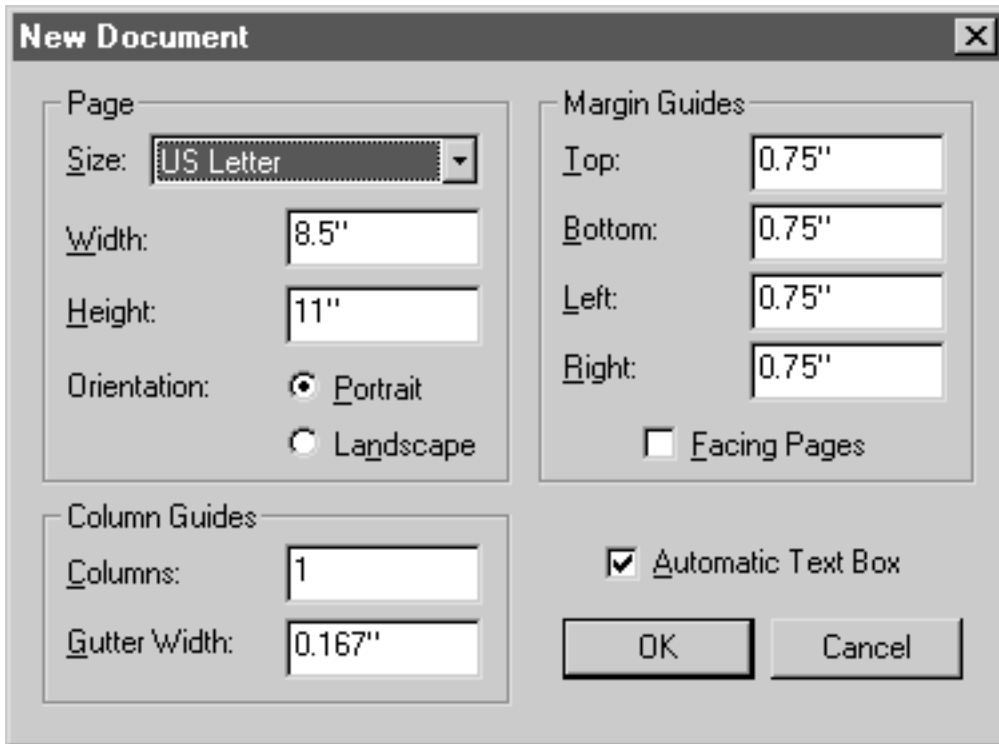 New Document
Page
Size: US Letter
Width: 8.5"
Height: 11"
Orientation: Portrait
Landscape
Margin Guides
Top: 0.75"
Bottom: 0.75"
Left: 0.75"
Right: 0.75"
Facing Pages
Column Guides
Columns: 1
Gutter Width: 0.167"
Automatic Text Box
OK Cancel